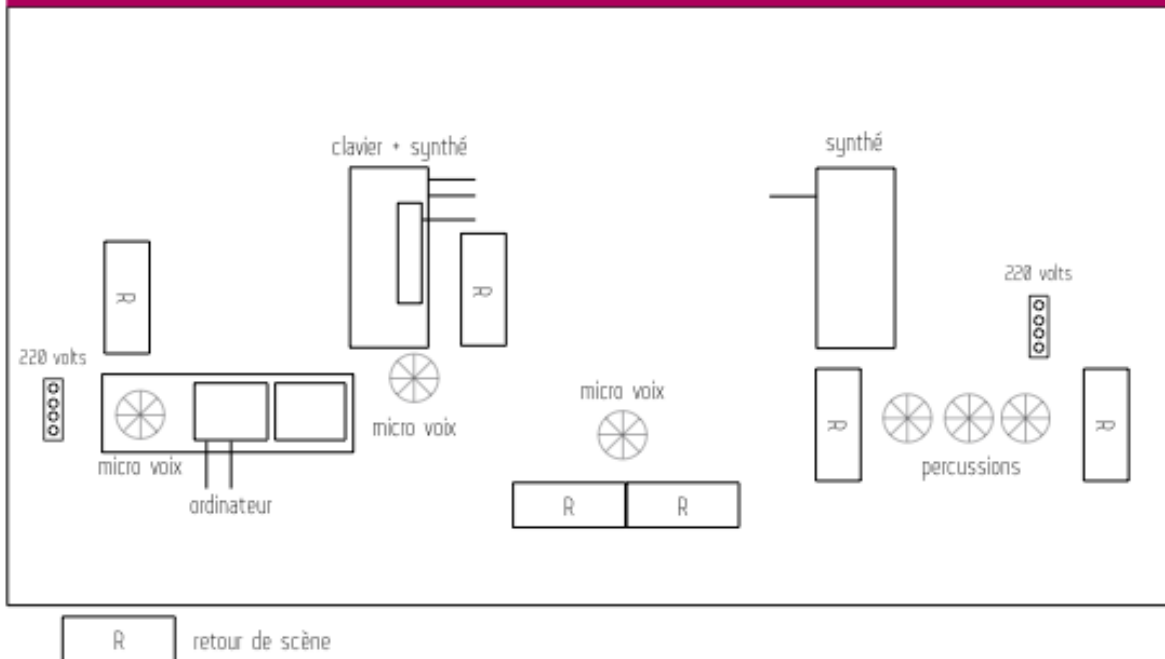 clavier + synthé
synthé
R
R
220 volts
220 volts
micro voix
micro voix
micro voix
ordinateur
R
R
R
R
percussions
R retour de scène